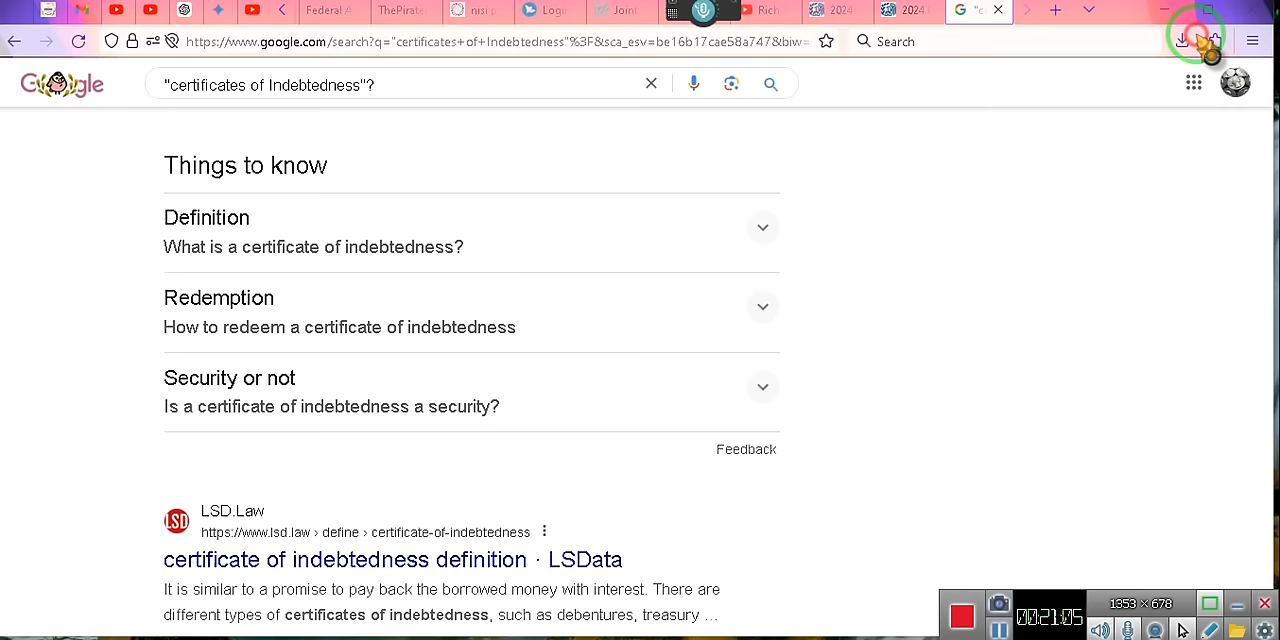 Federal A
ThePirate
nisi p
Login
Joint
Rich
2024
2024
"c
https://www.google.com/search?q="certificates+of+Indebtedness"%3F&sca_esv=be16b17cae58a747&biw=
Search
Google
"certificates of Indebtedness"?
Things to know
Definition
What is a certificate of indebtedness?
Redemption
How to redeem a certificate of indebtedness
Security or not
Is a certificate of indebtedness a security?
Feedback
LSD
LSD.Law
https://www.lsd.law › define › certificate-of-indebtedness
certificate of indebtedness definition · LSData
It is similar to a promise to pay back the borrowed money with interest. There are
different types of certificates of indebtedness, such as debentures, treasury ...
1353 × 678
00:21:05